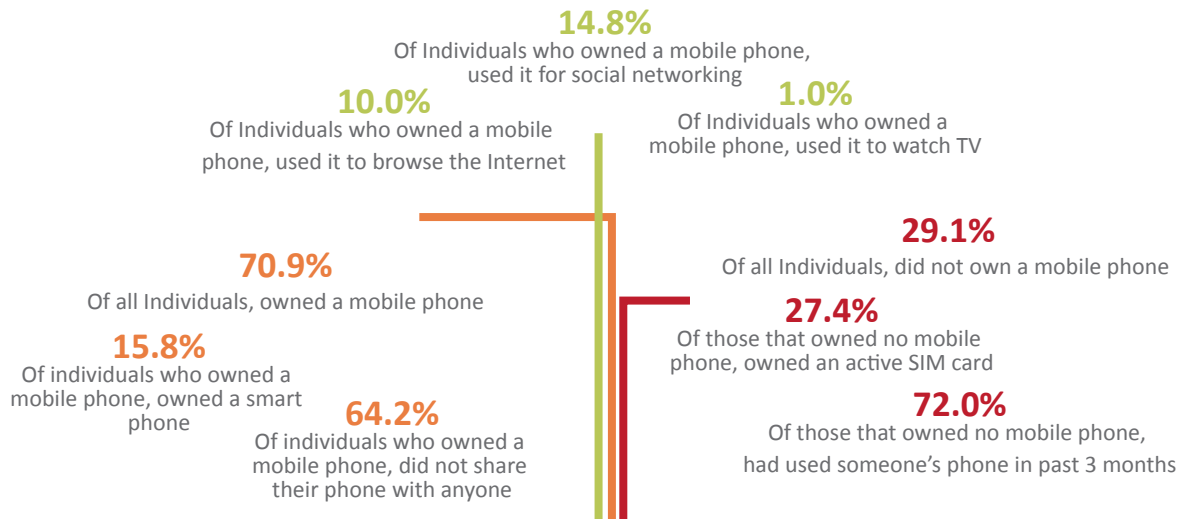 14.8%
Of Individuals who owned a mobile phone,
used it for social networking
10.0%
Of Individuals who owned a mobile
phone, used it to browse the Internet
1.0%
Of Individuals who owned a
mobile phone, used it to watch TV
70.9%
Of all Individuals, owned a mobile phone
15.8%
Of individuals who owned a
mobile phone, owned a smart
phone
64.2%
Of individuals who owned a
mobile phone, did not share
their phone with anyone
29.1%
Of all Individuals, did not own a mobile phone
27.4%
Of those that owned no mobile
phone, owned an active SIM card
72.0%
Of those that owned no mobile phone,
had used someone’s phone in past 3 months